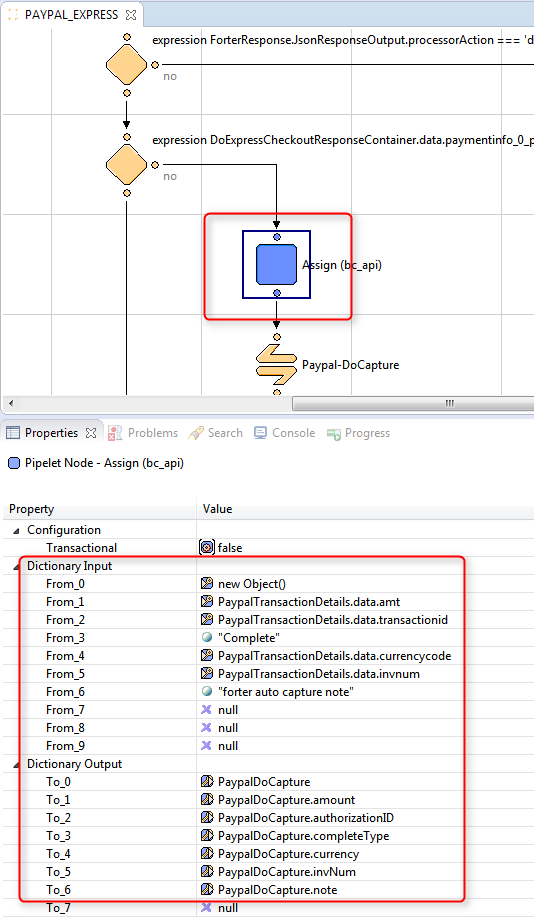 PAYPAL_EXPRESS
expression ForterResponse.JsonResponseOutput.processorAction === 'd
no
expression DoExpressCheckoutResponseContainer.data.paymentinfo_0_p
no
Assign (bc_api)
Paypal-DoCapture
Properties Problems Search Console Progress
Pipelet Node - Assign (bc_api)
Property Value
Configuration
Transactional false
Dictionary Input
From_0 new Object()
From_1 PaypalTransactionDetails.data.amt
From_2 PaypalTransactionDetails.data.transactionid
From_3 "Complete"
From_4 PaypalTransactionDetails.data.currencycode
From_5 PaypalTransactionDetails.data.invnum
From_6 "forter auto capture note"
From_7 null
From_8 null
From_9 null
Dictionary Output
To_0 PaypalDoCapture
To_1 PaypalDoCapture.amount
To_2 PaypalDoCapture.authorizationID
To_3 PaypalDoCapture.completeType
To_4 PaypalDoCapture.currency
To_5 PaypalDoCapture.invNum
To_6 PaypalDoCapture.note
To_7 null